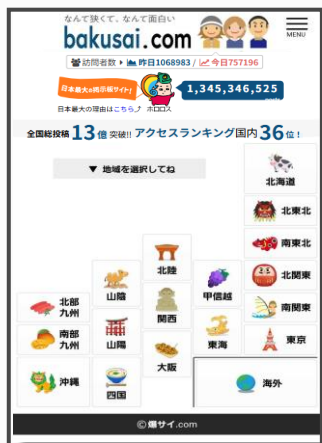 なんて狭くて、なんて面白い
bakusai.com
MENU
訪問者数 昨日1068983 / 今日757196
日本最大の掲示板サイト!
日本最大の理由はこちら ホロロス
1,345,346,525
全国総投稿13億突破!! アクセスランキング国内36位!
▼ 地域を選択してね
北海道
北東北
南東北
北陸
北関東
山陰
甲信越
北部九州
関西
南関東
南部九州
山陽
東海
東京
大阪
沖縄
四国
海外
©爆サイ.com